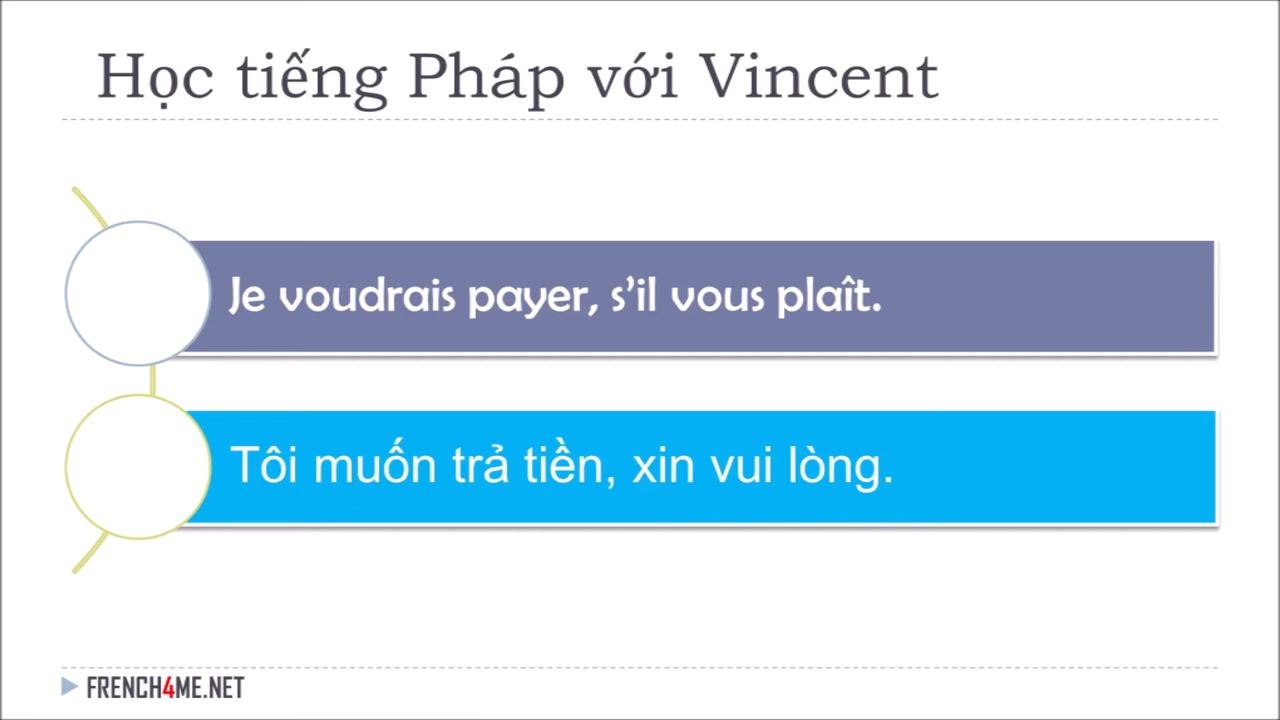 Học tiếng Pháp với Vincent
Je voudrais payer, s’il vous plaît.
Tôi muốn trả tiền, xin vui lòng.
FRENCH4ME.NET